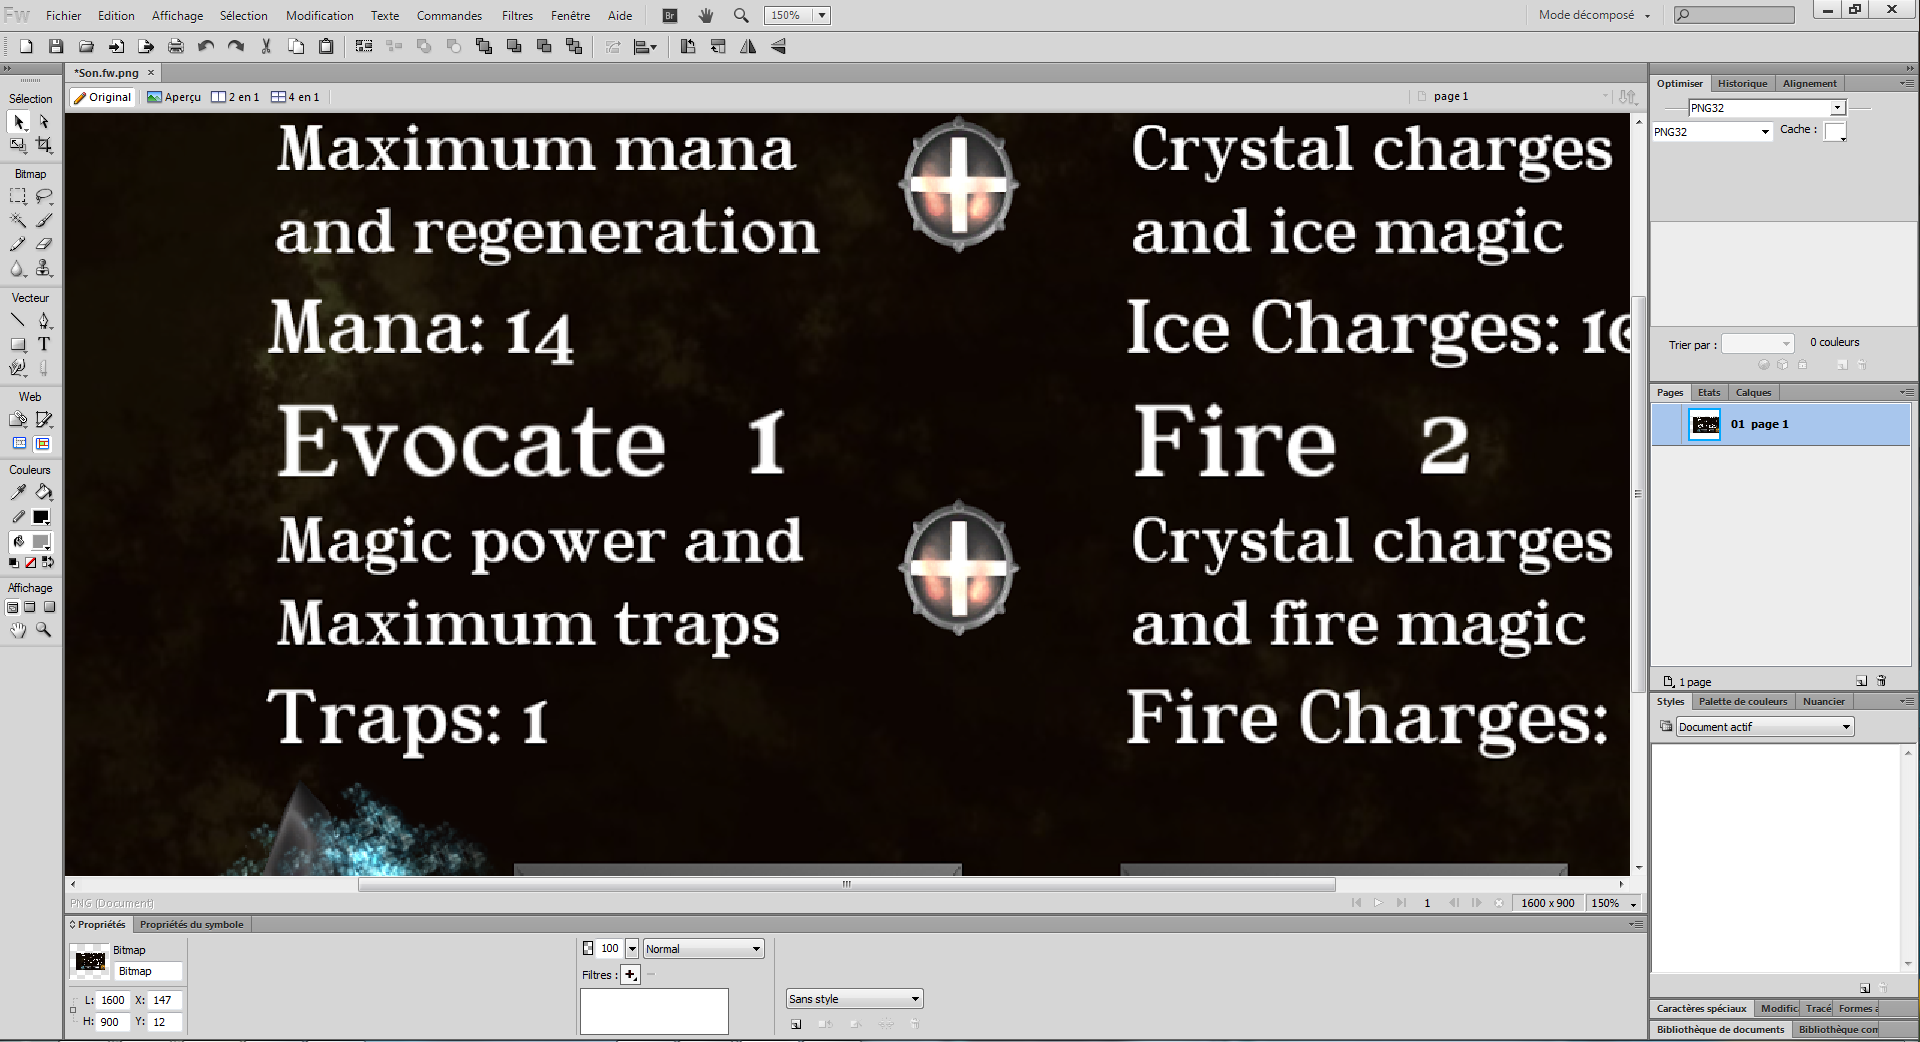 Fw Fichier Edition Affichage Sélection Modification Texte Commandes Filtres Fenêtre Aide Br 150% Mode décomposé
*Son.fw.png
Original Aperçu 2 en 1 4 en 1 page 1
Sélection
Bitmap
Vecteur
Web
Couleurs
Affichage
Maximum mana
and regeneration
Mana: 14
Evocate 1
Magic power and
Maximum traps
Traps: 1
Crystal charges
and ice magic
Ice Charges:
Fire 2
Crystal charges
and fire magic
Fire Charges:
PNG (Document) 1 1600 x 900 150%
Propriétés Propriétés du symbole
Bitmap
Bitmap
L: 1600 X: 147
H: 900 Y: 12
100 Normal
Filtres :
Sans style
Optimiser Historique Alignement
PNG32
PNG32 Cache :
Trier par : 0 couleurs
Pages Etats Calques
01 page 1
1 page
Styles Palette de couleurs Nuancier
Document actif
Caractères spéciaux Modific Tracé Formes
Bibliothèque de documents Bibliothèque con